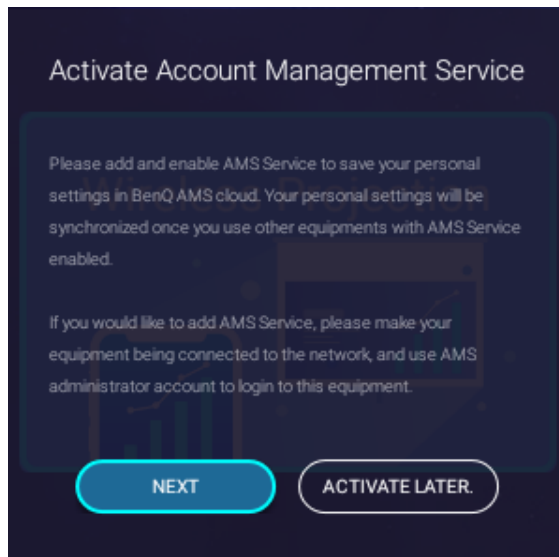 Activate Account Management Service
Wireless Projection
Please add and enable AMS Service to save your personal
settings in BenQ AMS cloud. Your personal settings will be
synchronized once you use other equipments with AMS Service
enabled.
If you would like to add AMS Service, please make your
equipment being connected to the network, and use AMS
administrator account to login to this equipment.
NEXT
ACTIVATE LATER.